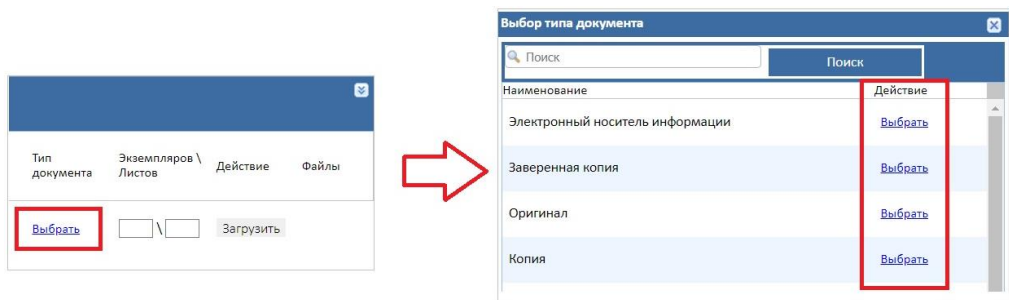 Тип документа
Экземпляров \ Листов
Действие
Файлы
Выбрать
\
Загрузить
Выбор типа документа
Поиск
Поиск
Наименование
Действие
Электронный носитель информации
Выбрать
Заверенная копия
Выбрать
Оригинал
Выбрать
Копия
Выбрать